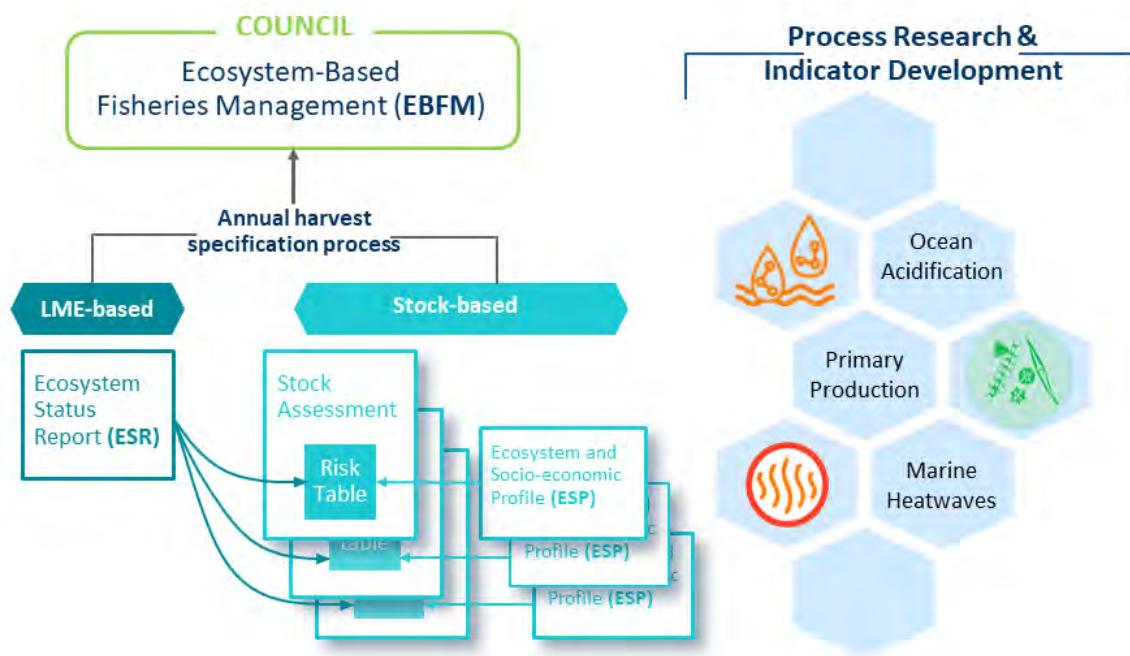 COUNCIL
Ecosystem-Based
Fisheries Management (EBFM)
Annual harvest
specification process
LME-based
Stock-based
Ecosystem
Status
Report (ESR)
Stock
Assessment
Risk
Table
Table
Ecosystem and
Socio-economic
Profile (ESP)
Profile (ESP)
Profile (ESP)
Process Research &
Indicator Development
Ocean
Acidification
Primary
Production
Marine
Heatwaves